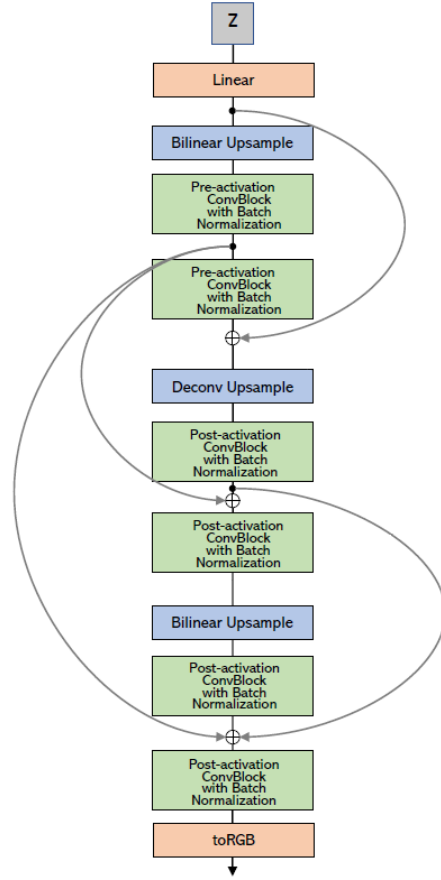 Z
Linear
Bilinear Upsample
Pre-activation
ConvBlock
with Batch
Normalization
Pre-activation
ConvBlock
with Batch
Normalization
Deconv Upsample
Post-activation
ConvBlock
with Batch
Normalization
Post-activation
ConvBlock
with Batch
Normalization
Bilinear Upsample
Post-activation
ConvBlock
with Batch
Normalization
Post-activation
ConvBlock
with Batch
Normalization
toRGB